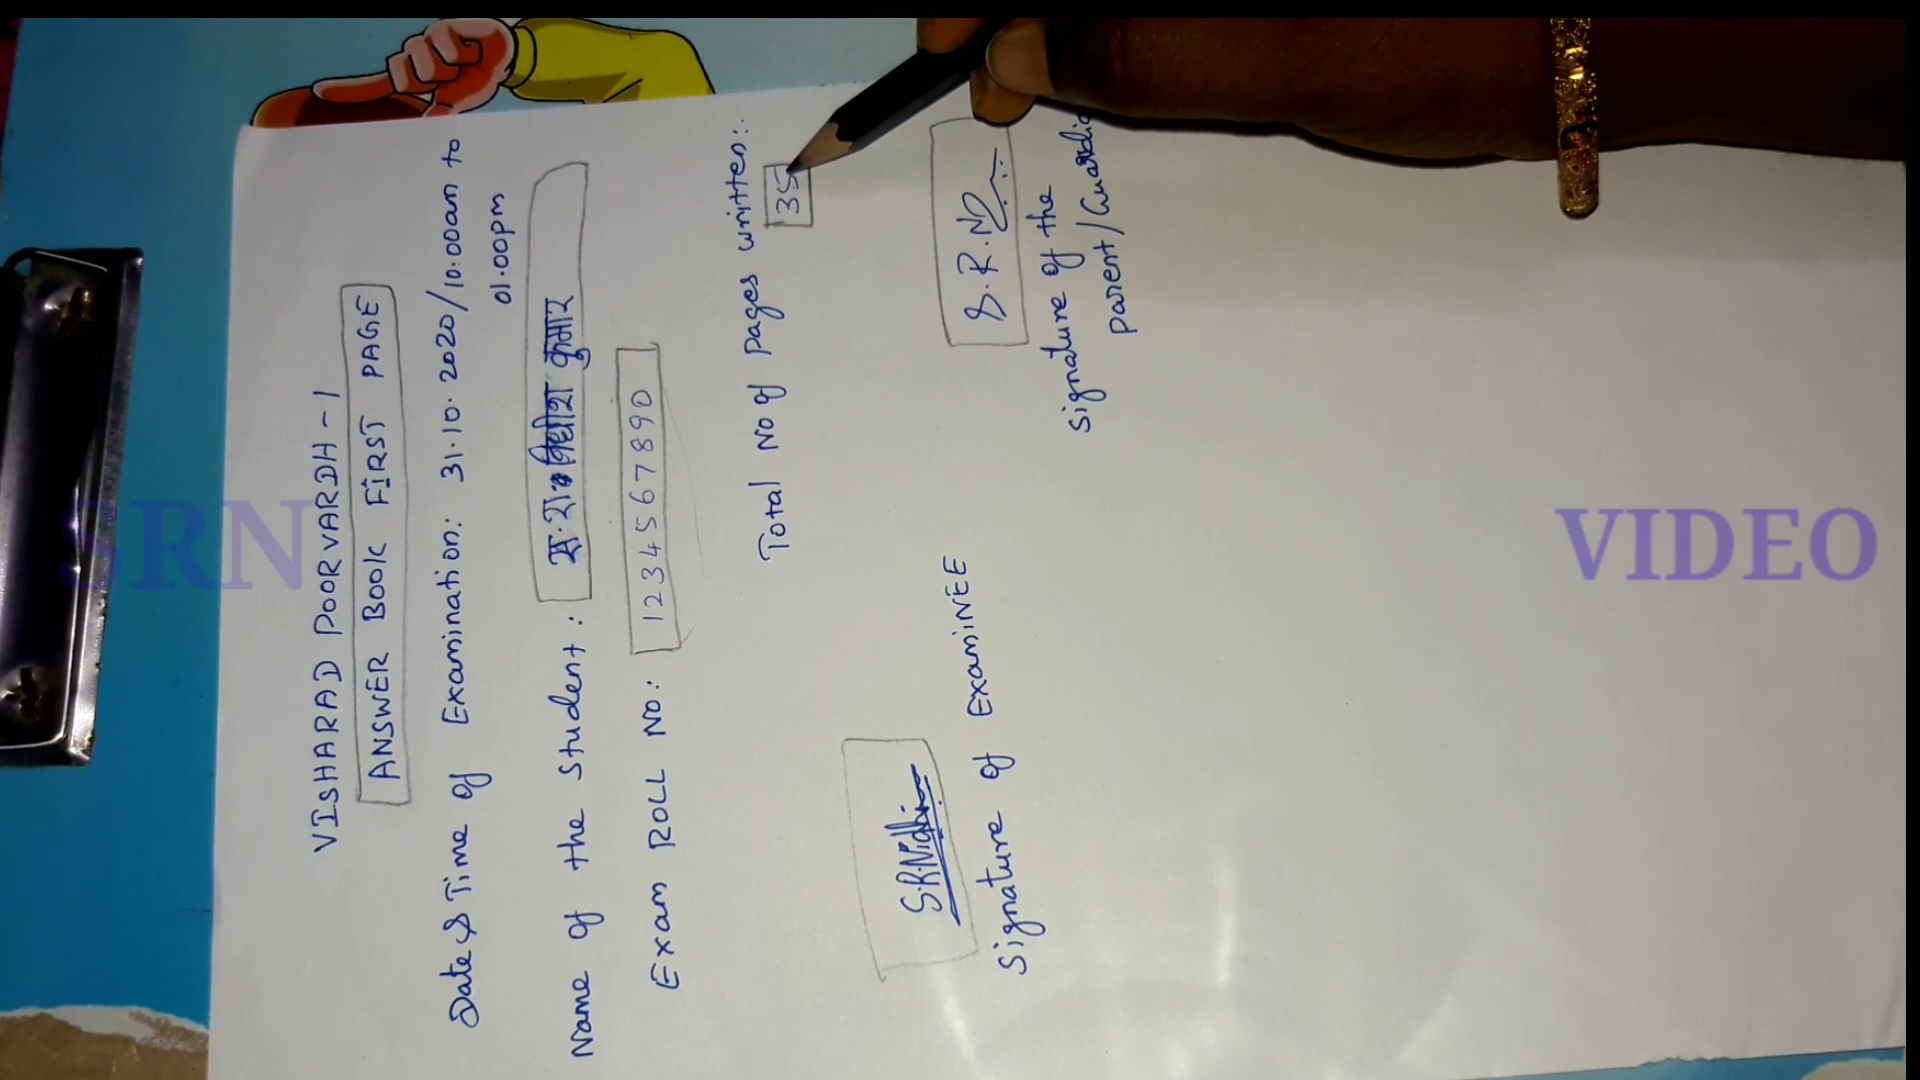 VISHARAD POORVARDH-1
ANSWER BOOK FIRST PAGE
Date & Time of Examination: 31.10.2020/10.00am to
01.00pm
Name of the Student: स.रा.निधीश कुमार
Exam ROLL NO: 1234567890
Total No of pages written:
35
S.R.Nidhi
Signature of EXAMINEE
S.R.N
Signature of the
parent/Guardia
SRN VIDEO